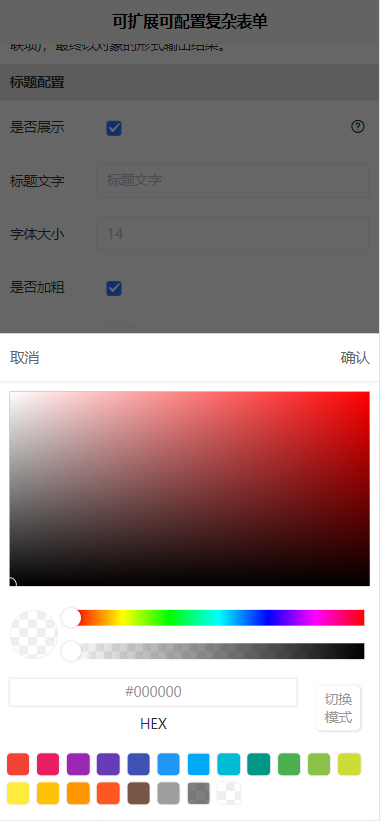 可扩展可配置复杂表单
联动)，最终以对象的形式输出结果。
标题配置
是否展示
标题文字 标题文字
字体大小 14
是否加粗
取消 确认
#000000
切换
模式
HEX